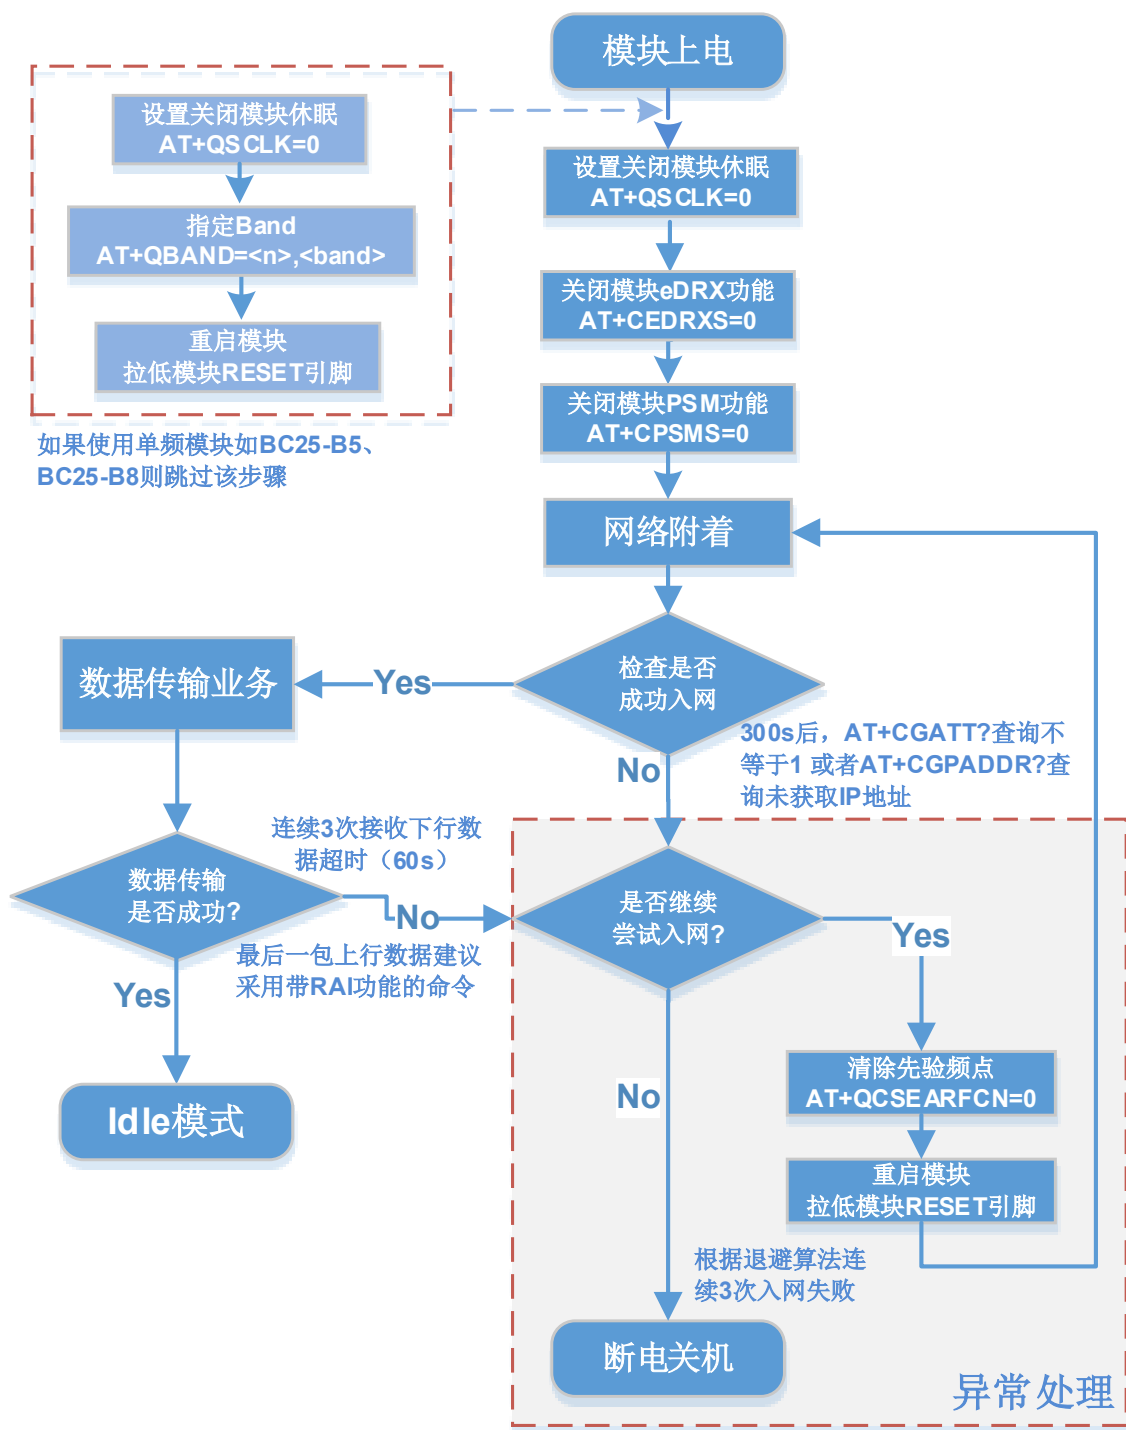 模块上电
设置关闭模块休眠
AT+QSCLK=0
指定Band
AT+QBAND=<n>,<band>
重启模块
拉低模块RESET引脚
如果使用单频模块如BC25-B5、
BC25-B8则跳过该步骤
设置关闭模块休眠
AT+QSCLK=0
关闭模块eDRX功能
AT+CEDRXS=0
关闭模块PSM功能
AT+CPSMS=0
网络附着
检查是否
成功入网
Yes
数据传输业务
No
300s后，AT+CGATT?查询不
等于1 或者AT+CGPADDR?查
询未获取IP地址
连续3次接收下行数
据超时（60s）
数据传输
是否成功?
No
最后一包上行数据建议
采用带RAI功能的命令
Yes
Idle模式
是否继续
尝试入网?
Yes
清除先验频点
AT+QCSEARFCN=0
重启模块
拉低模块RESET引脚
No
根据退避算法连
续3次入网失败
断电关机
异常处理